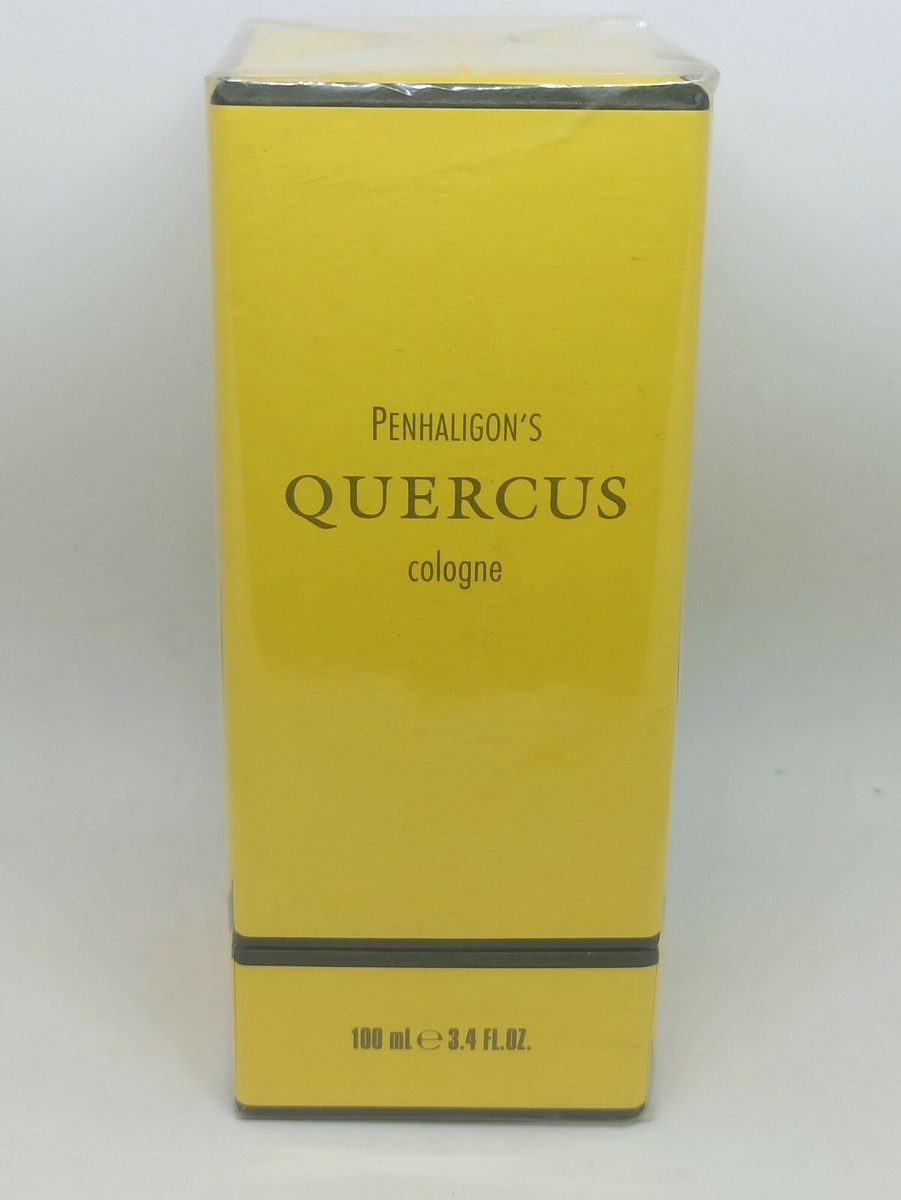 PENHALIGON'S
QUERCUS
cologne
100 mL ℮ 3.4 FL.OZ.